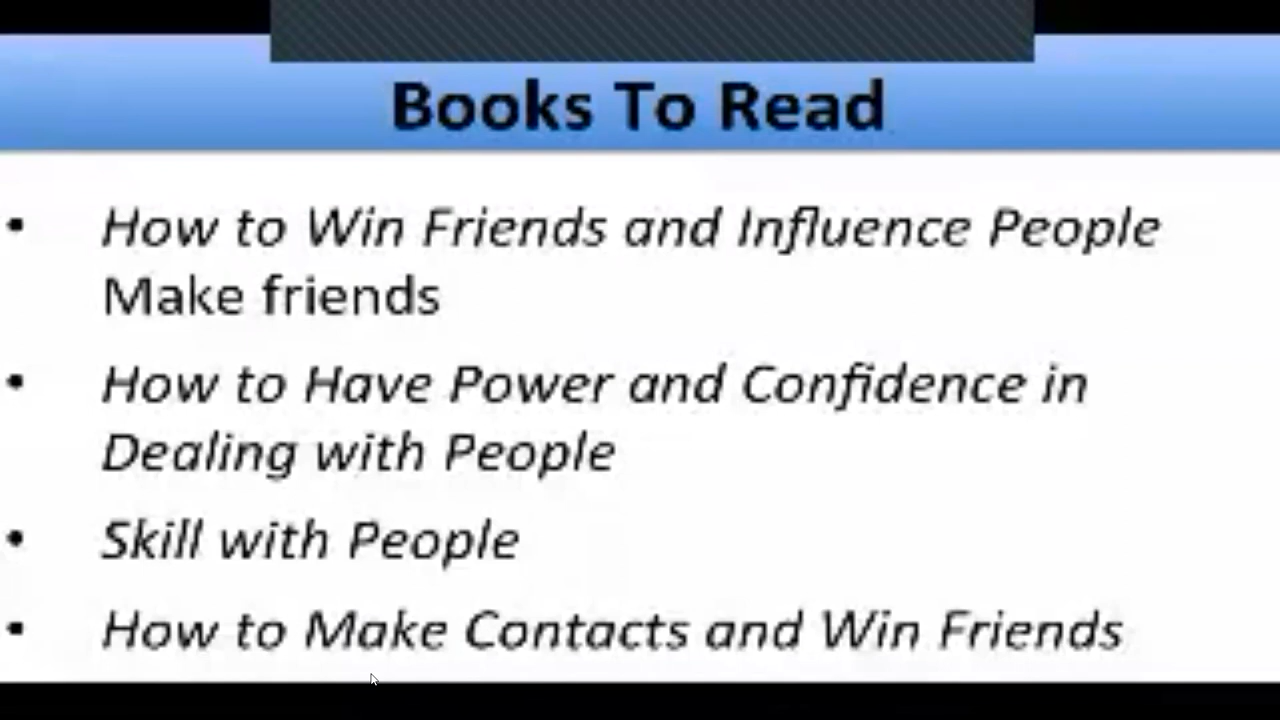 Books To Read
• How to Win Friends and Influence People
Make friends
• How to Have Power and Confidence in
Dealing with People
• Skill with People
• How to Make Contacts and Win Friends